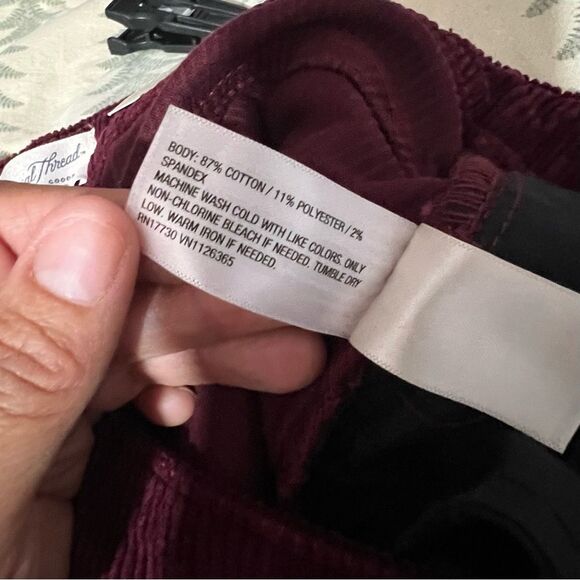 Thread
BODY: 87% COTTON / 11% POLYESTER / 2%
SPANDEX
MACHINE WASH COLD WITH LIKE COLORS. ONLY
NON-CHLORINE BLEACH IF NEEDED. TUMBLE DRY
LOW. WARM IRON IF NEEDED.
RN17730 VN1126365